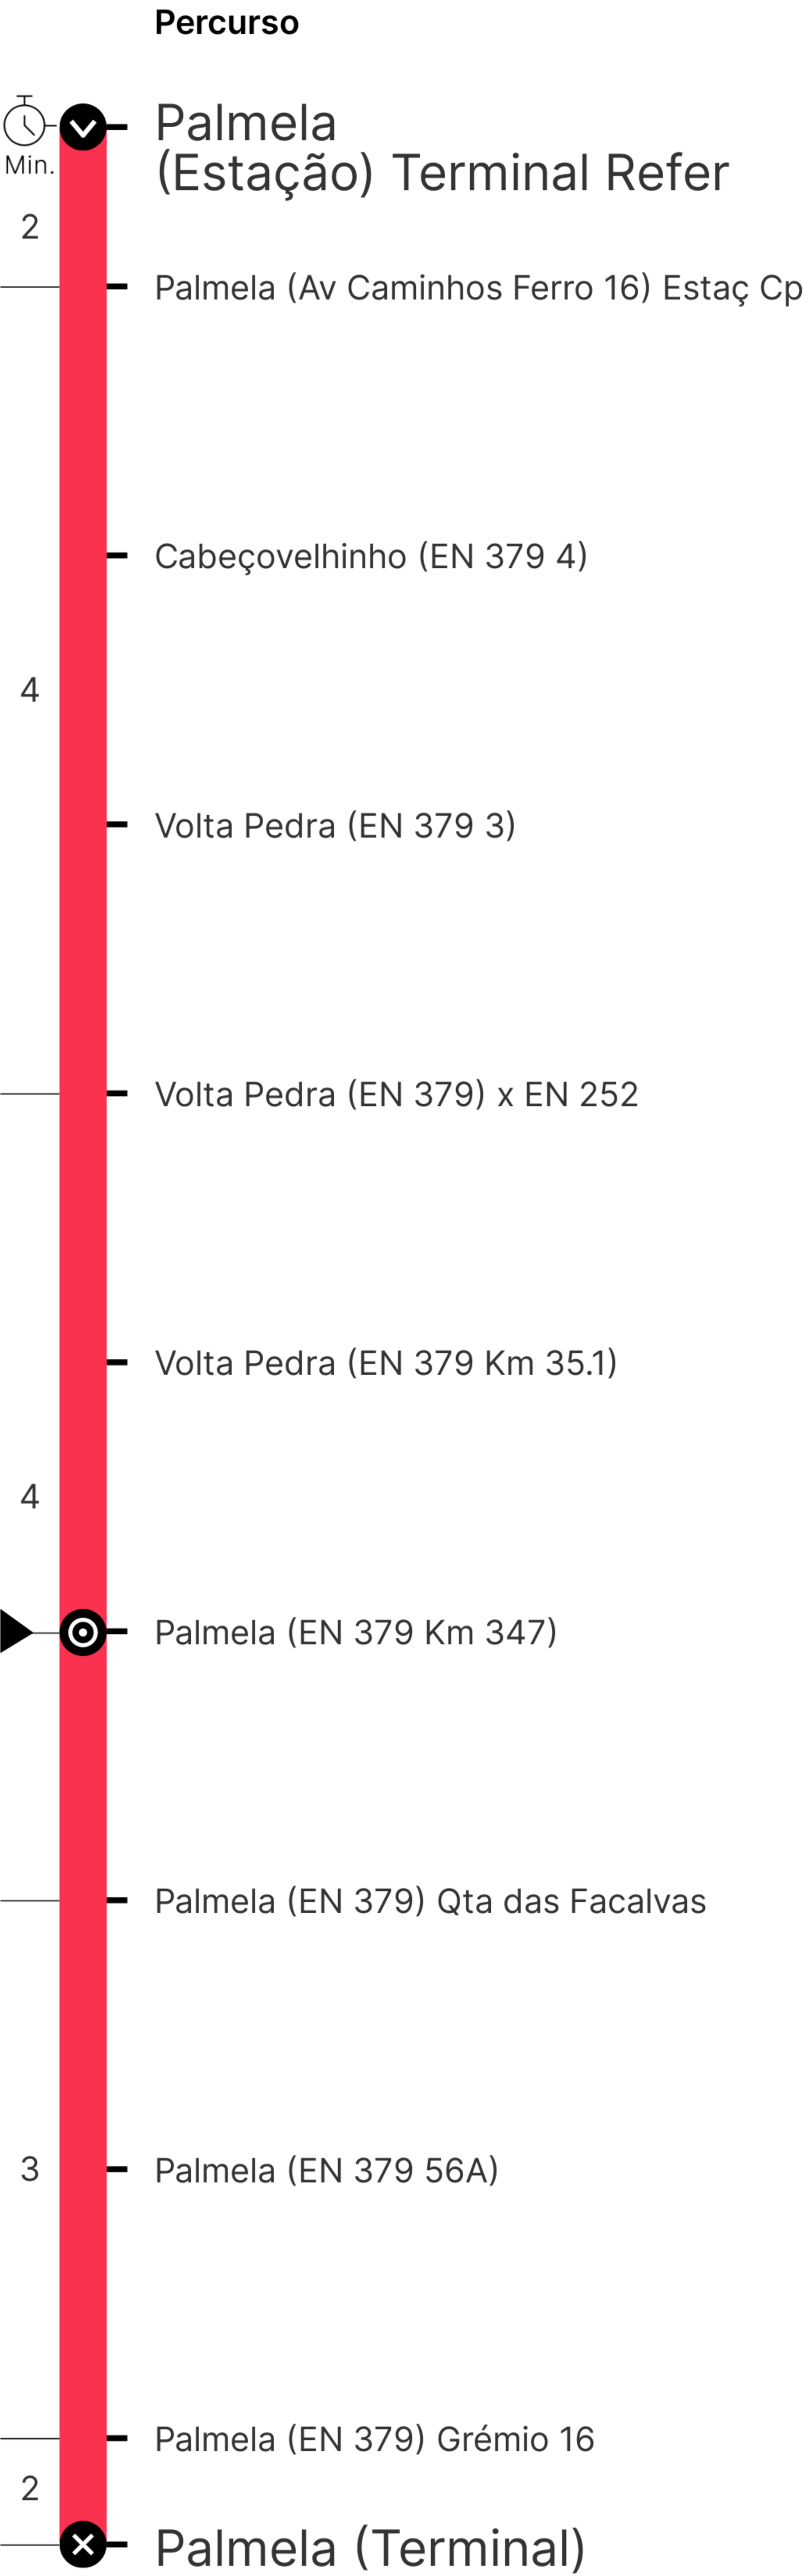 Percurso
Palmela
(Estação) Terminal Refer
Min.
2
Palmela (Av Caminhos Ferro 16) Estaç Cp
Cabeçovelhinho (EN 379 4)
4
Volta Pedra (EN 379 3)
Volta Pedra (EN 379) x EN 252
Volta Pedra (EN 379 Km 35.1)
4
Palmela (EN 379 Km 347)
Palmela (EN 379) Qta das Facalvas
3
Palmela (EN 379 56A)
Palmela (EN 379) Grémio 16
2
Palmela (Terminal)